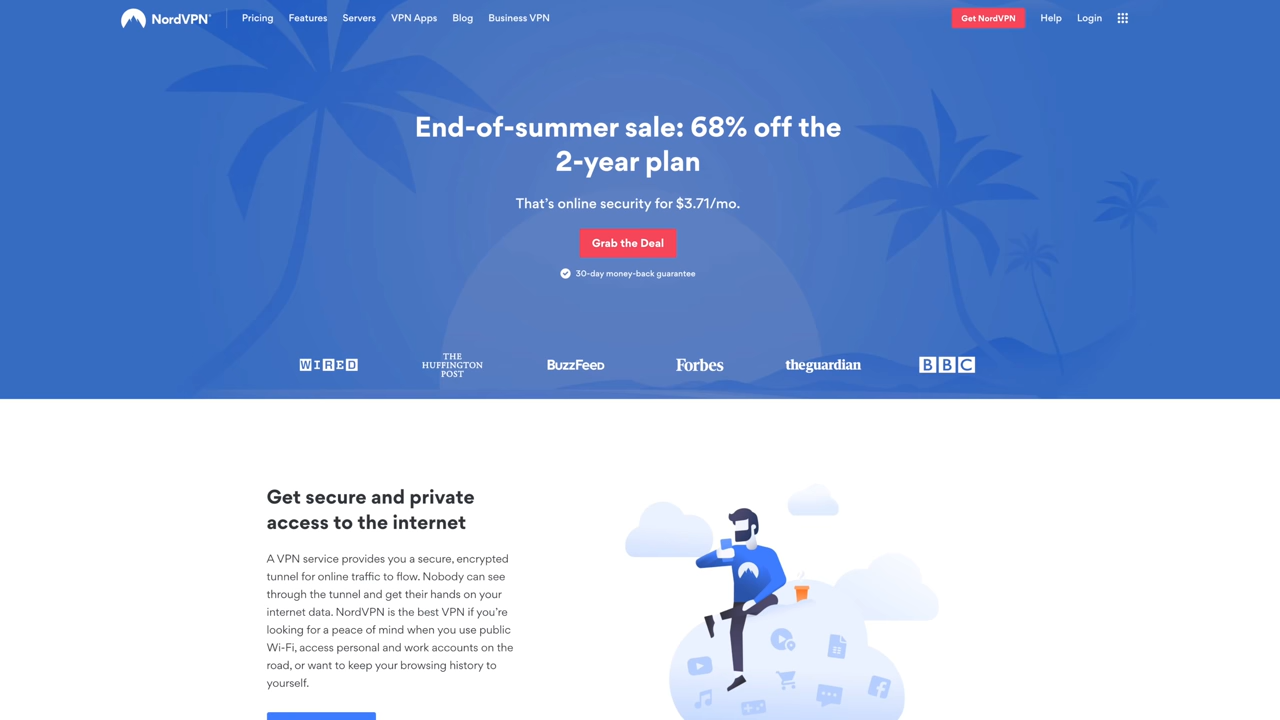 NordVPN®
Pricing
Features
Servers
VPN Apps
Blog
Business VPN
Get NordVPN
Help
Login
End-of-summer sale: 68% off the
2-year plan
That's online security for $3.71/mo.
Grab the Deal
30-day money-back guarantee
WIRED
THE
HUFFINGTON
POST
BuzzFeed
Forbes
theguardian
BBC
Get secure and private
access to the internet
A VPN service provides you a secure, encrypted
tunnel for online traffic to flow. Nobody can see
through the tunnel and get their hands on your
internet data. NordVPN is the best VPN if you're
looking for a peace of mind when you use public
Wi-Fi, access personal and work accounts on the
road, or want to keep your browsing history to
yourself.